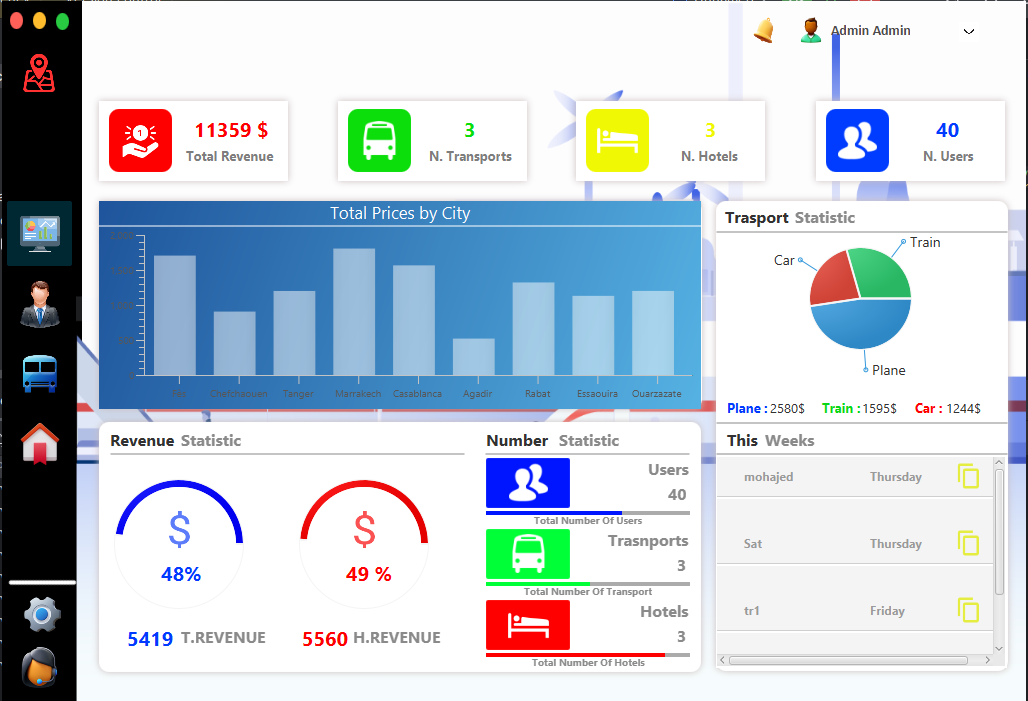 Admin Admin
11359 $
Total Revenue
3
N. Transports
3
N. Hotels
40
N. Users
Total Prices by City
Fes Chefchaouen Tanger Marrakech Casablanca Agadir Rabat Essaouira Ouarzazate
Trasport Statistic
Train
Car
Plane
Plane : 2580$ Train : 1595$ Car : 1244$
Revenue Statistic
$
48%
5419 T.REVENUE
$
49 %
5560 H.REVENUE
Number Statistic
Users
40
Total Number Of Users
Trasnports
3
Total Number Of Transport
Hotels
3
Total Number Of Hotels
This Weeks
mohajed Thursday
Sat Thursday
tr1 Friday